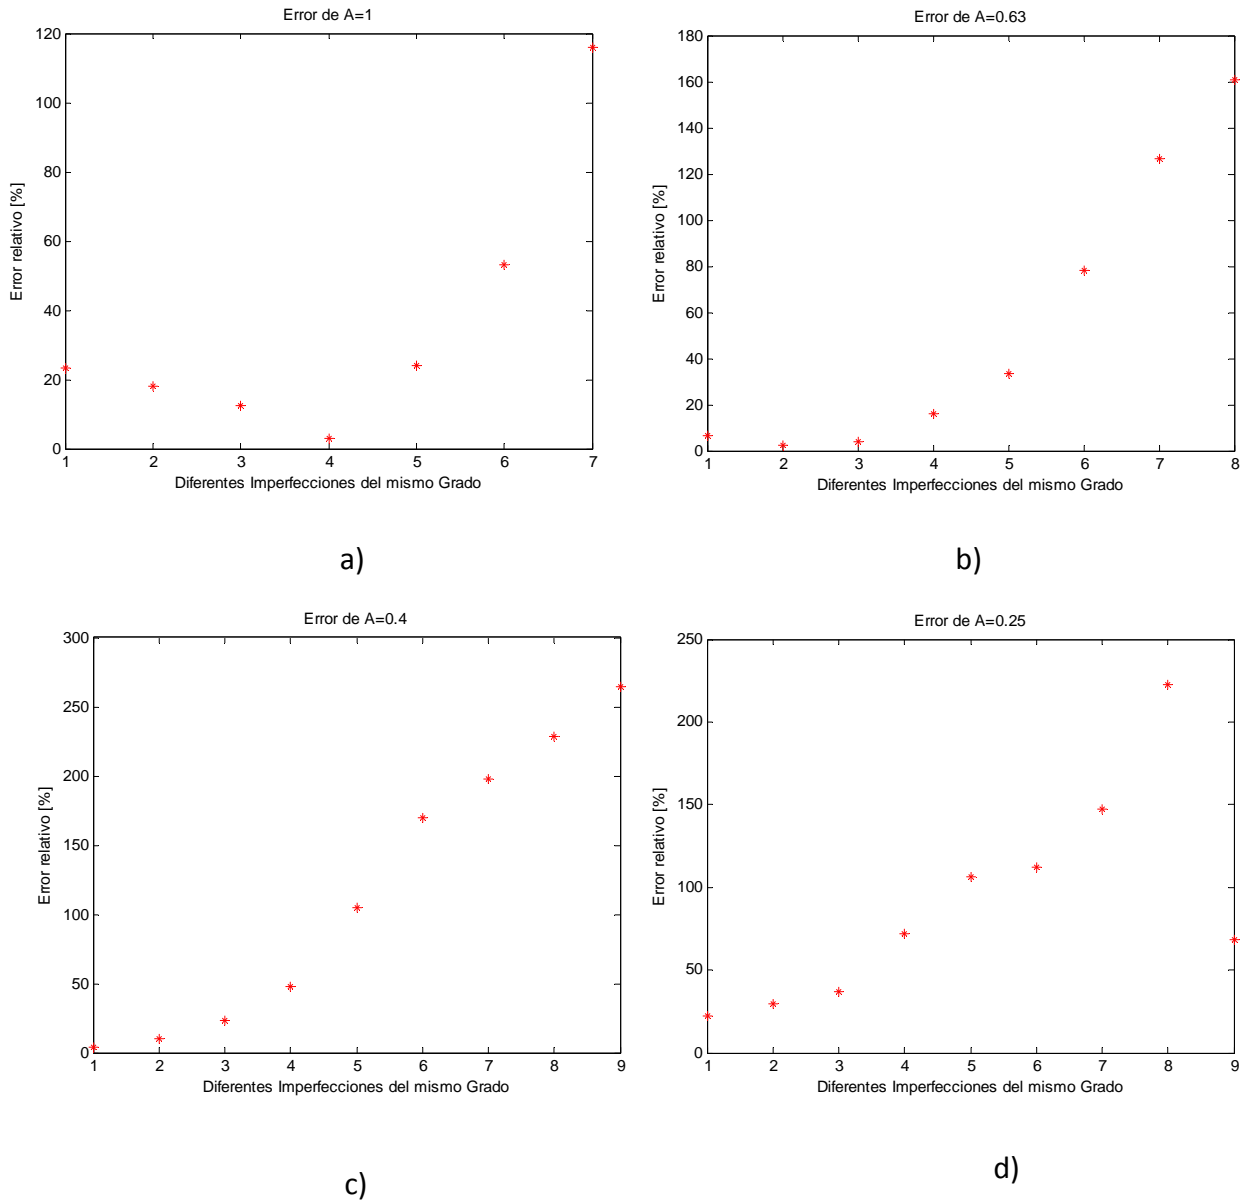 Error de A=1
120
100
80
60
40
20
0
Error relativo [%]
1 2 3 4 5 6 7
Diferentes Imperfecciones del mismo Grado
a)
Error de A=0.63
180
160
140
120
100
80
60
40
20
0
Error relativo [%]
1 2 3 4 5 6 7 8
Diferentes Imperfecciones del mismo Grado
b)
Error de A=0.4
300
250
200
150
100
50
0
Error relativo [%]
1 2 3 4 5 6 7 8 9
Diferentes Imperfecciones del mismo Grado
c)
Error de A=0.25
250
200
150
100
50
0
Error relativo [%]
1 2 3 4 5 6 7 8 9
Diferentes Imperfecciones del mismo Grado
d)